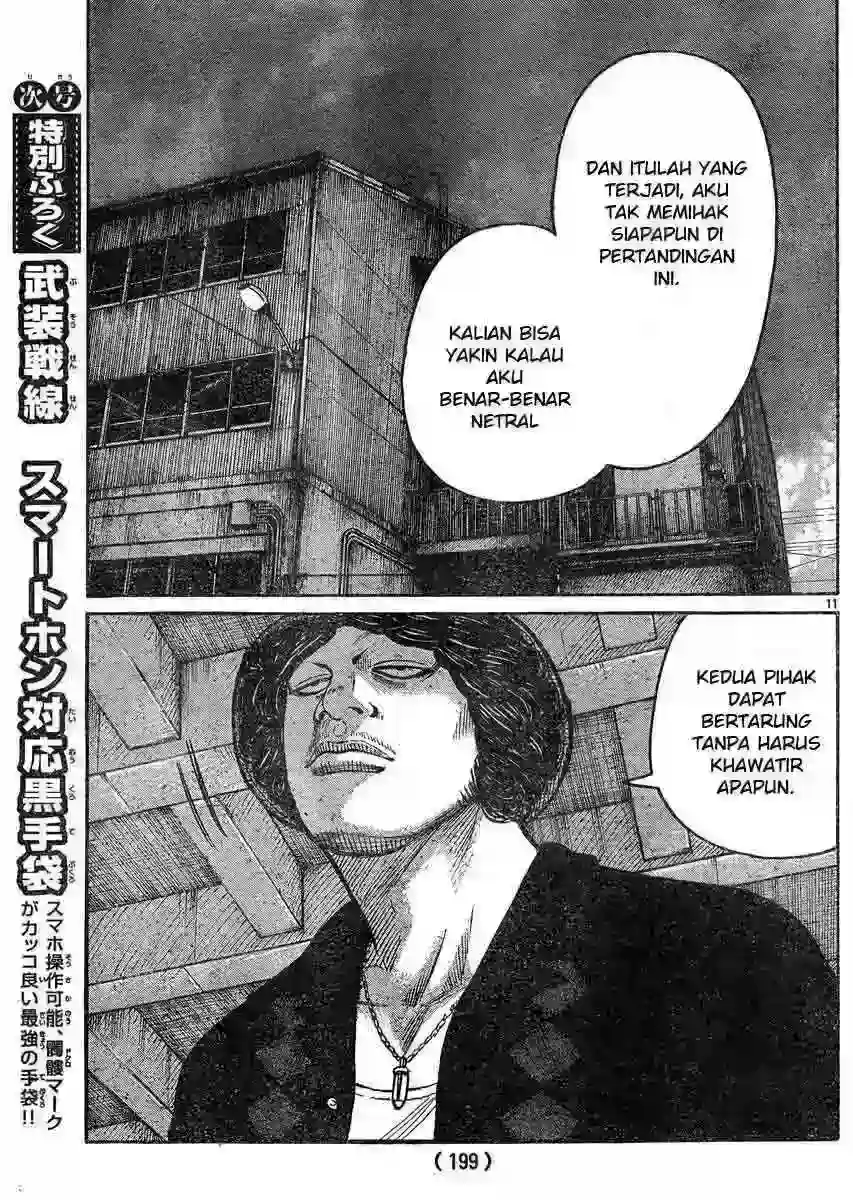 DAN ITULAH YANG
TERJADI, AKU
TAK MEMIHAK
SIAPAPUN DI
PERTANDINGAN
INI.
KALIAN BISA
YAKIN KALAU
AKU
BENAR-BENAR
NETRAL
11
KEDUA PIHAK
DAPAT
BERTARUNG
TANPA HARUS
KHAWATIR
APAPUN.
次号
特別ふろく
武装戦線 スマートホン対応黒手袋
スマホ操作可能、髑髏マーク
がカッコ良い最強の手袋!!
(199)